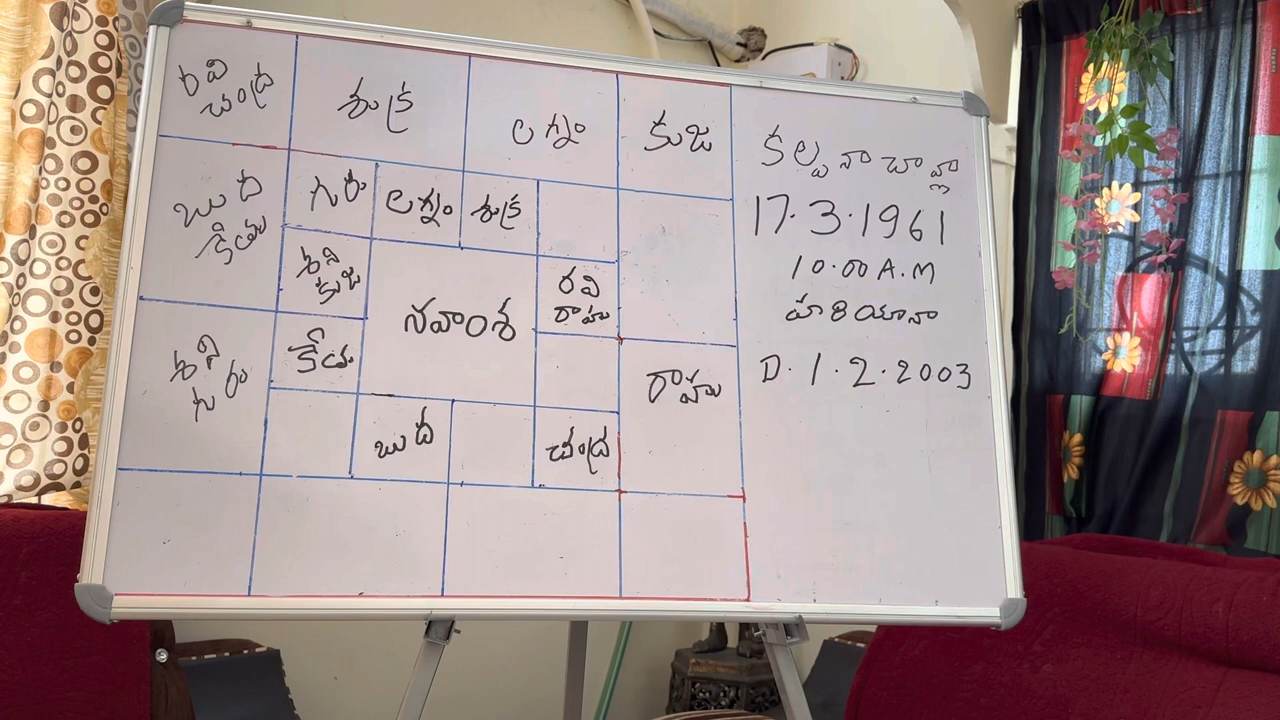 రవి
చంద్ర
శుక్ర
లగ్నం
కుజ
బుధ
కేతు
గురు
లగ్నం
శుక్ర
శని
కుజ
నవాంశ
రవి
రాహు
శని
గురు
కేతు
రాహు
బుధ
చంద్ర
కల్పనా చావ్లా
17.3.1961
10.00 A.M
హరియానా
D. 1.2.2003